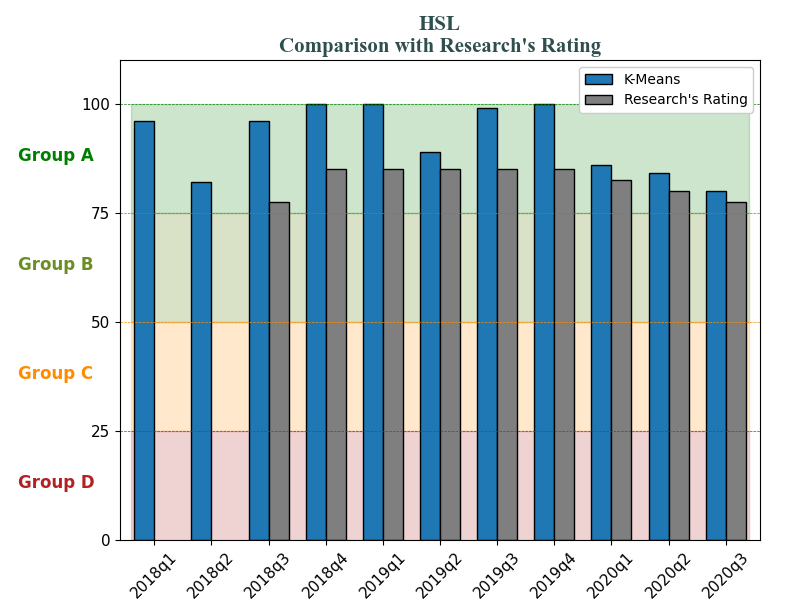 HSL
Comparison with Research's Rating
K-Means
Research's Rating
100
Group A
75
Group B
50
Group C
25
Group D
0
2018q1
2018q2
2018q3
2018q4
2019q1
2019q2
2019q3
2019q4
2020q1
2020q2
2020q3